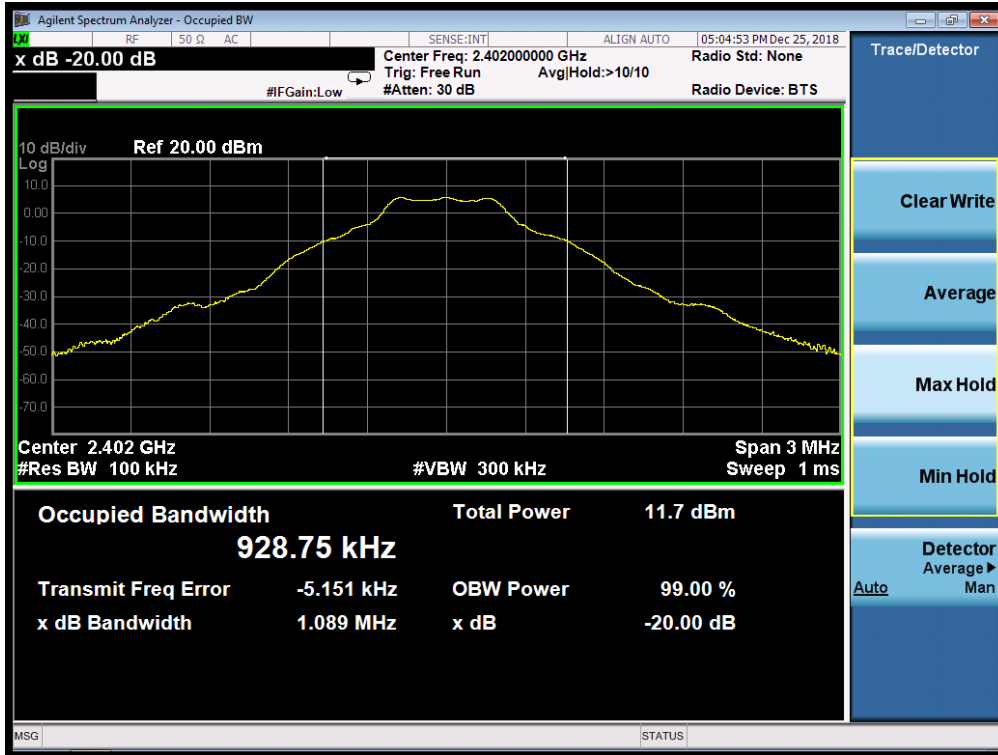 Agilent Spectrum Analyzer - Occupied BW
LXI RF 50 Ω AC SENSE:INT ALIGN AUTO 05:04:53 PM Dec 25, 2018
x dB -20.00 dB
Center Freq: 2.402000000 GHz
Radio Std: None
Trig: Free Run Avg|Hold:>10/10
#IFGain:Low #Atten: 30 dB Radio Device: BTS
10 dB/div Ref 20.00 dBm
Log
10.0
0.00
-10.0
-20.0
-30.0
-40.0
-50.0
-60.0
-70.0
Center 2.402 GHz Span 3 MHz
#Res BW 100 kHz #VBW 300 kHz Sweep 1 ms
Occupied Bandwidth Total Power 11.7 dBm
928.75 kHz
Transmit Freq Error -5.151 kHz OBW Power 99.00 %
x dB Bandwidth 1.089 MHz x dB -20.00 dB
MSG STATUS
Trace/Detector
Clear Write
Average
Max Hold
Min Hold
Detector
Average
Auto Man